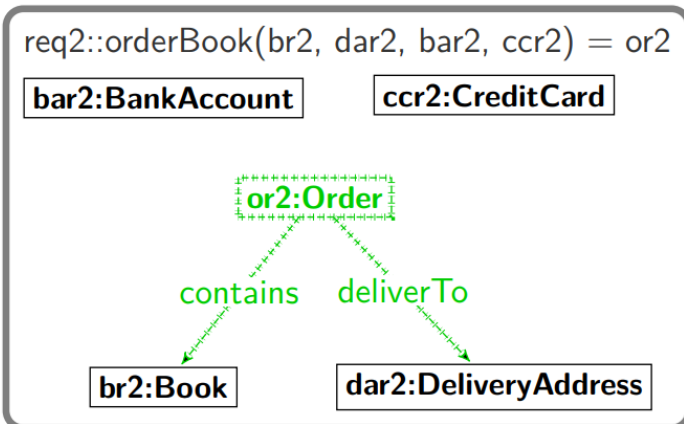 req2::orderBook(br2, dar2, bar2, ccr2) = or2
bar2:BankAccount
ccr2:CreditCard
or2:Order
contains
deliverTo
br2:Book
dar2:DeliveryAddress